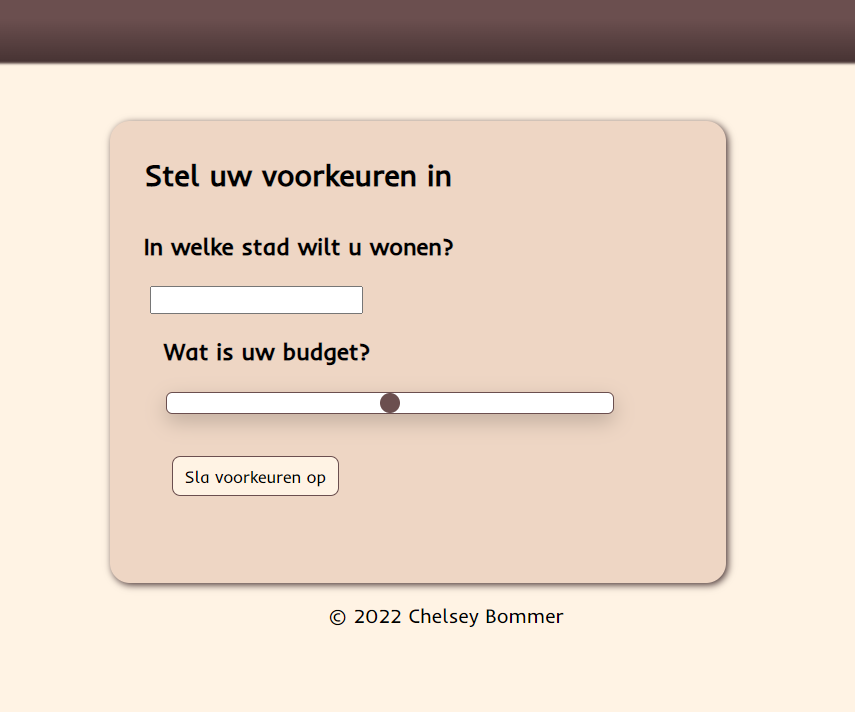 Stel uw voorkeuren in
In welke stad wilt u wonen?
Wat is uw budget?
Sla voorkeuren op
© 2022 Chelsey Bommer